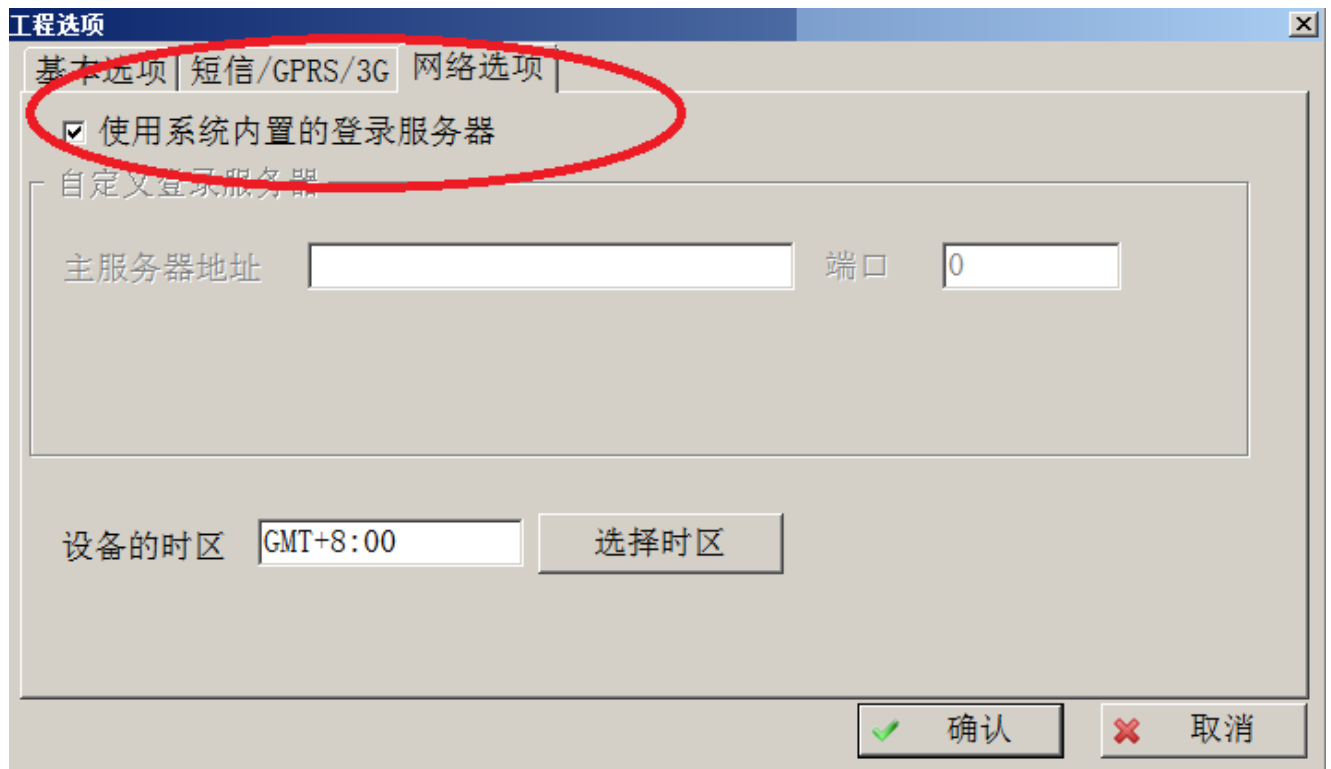 工程选项
基本选项 短信/GPRS/3G 网络选项
使用系统内置的登录服务器
自定义登录服务器
主服务器地址 端口 0
设备的时区 GMT+8:00 选择时区
确认 取消